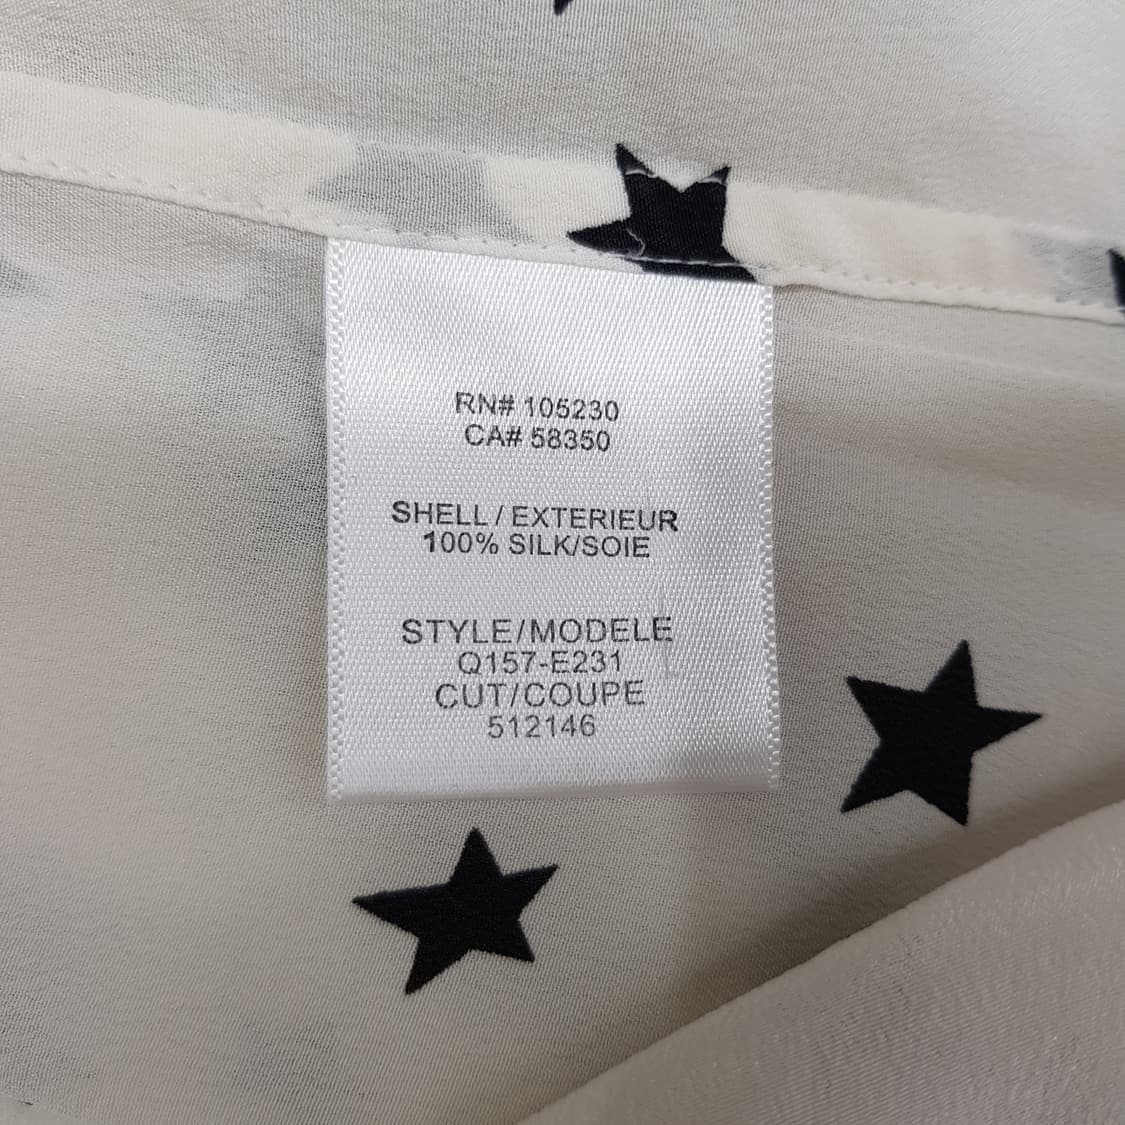 RN# 105230
CA# 58350
SHELL / EXTERIEUR
100% SILK/SOIE
STYLE/MODELE
Q157-E231
CUT/COUPE
512146